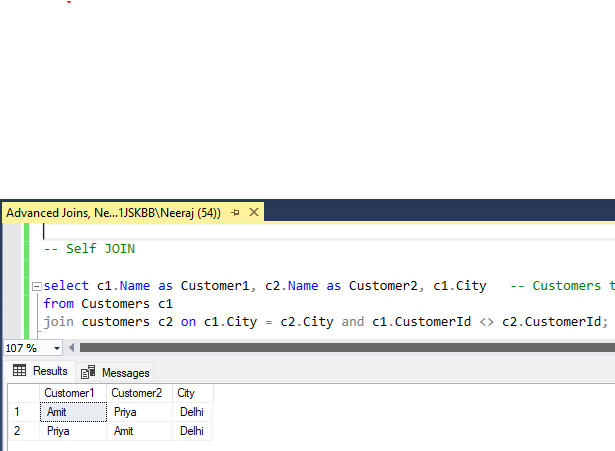 Advanced Joins, Ne...1JSKBB\Neeraj (54))
-- Self JOIN
select c1.Name as Customer1, c2.Name as Customer2, c1.City   -- Customers t
from Customers c1
join customers c2 on c1.City = c2.City and c1.CustomerId <> c2.CustomerId;
107 %
Results Messages
Customer1 Customer2 City
1 Amit Priya Delhi
2 Priya Amit Delhi